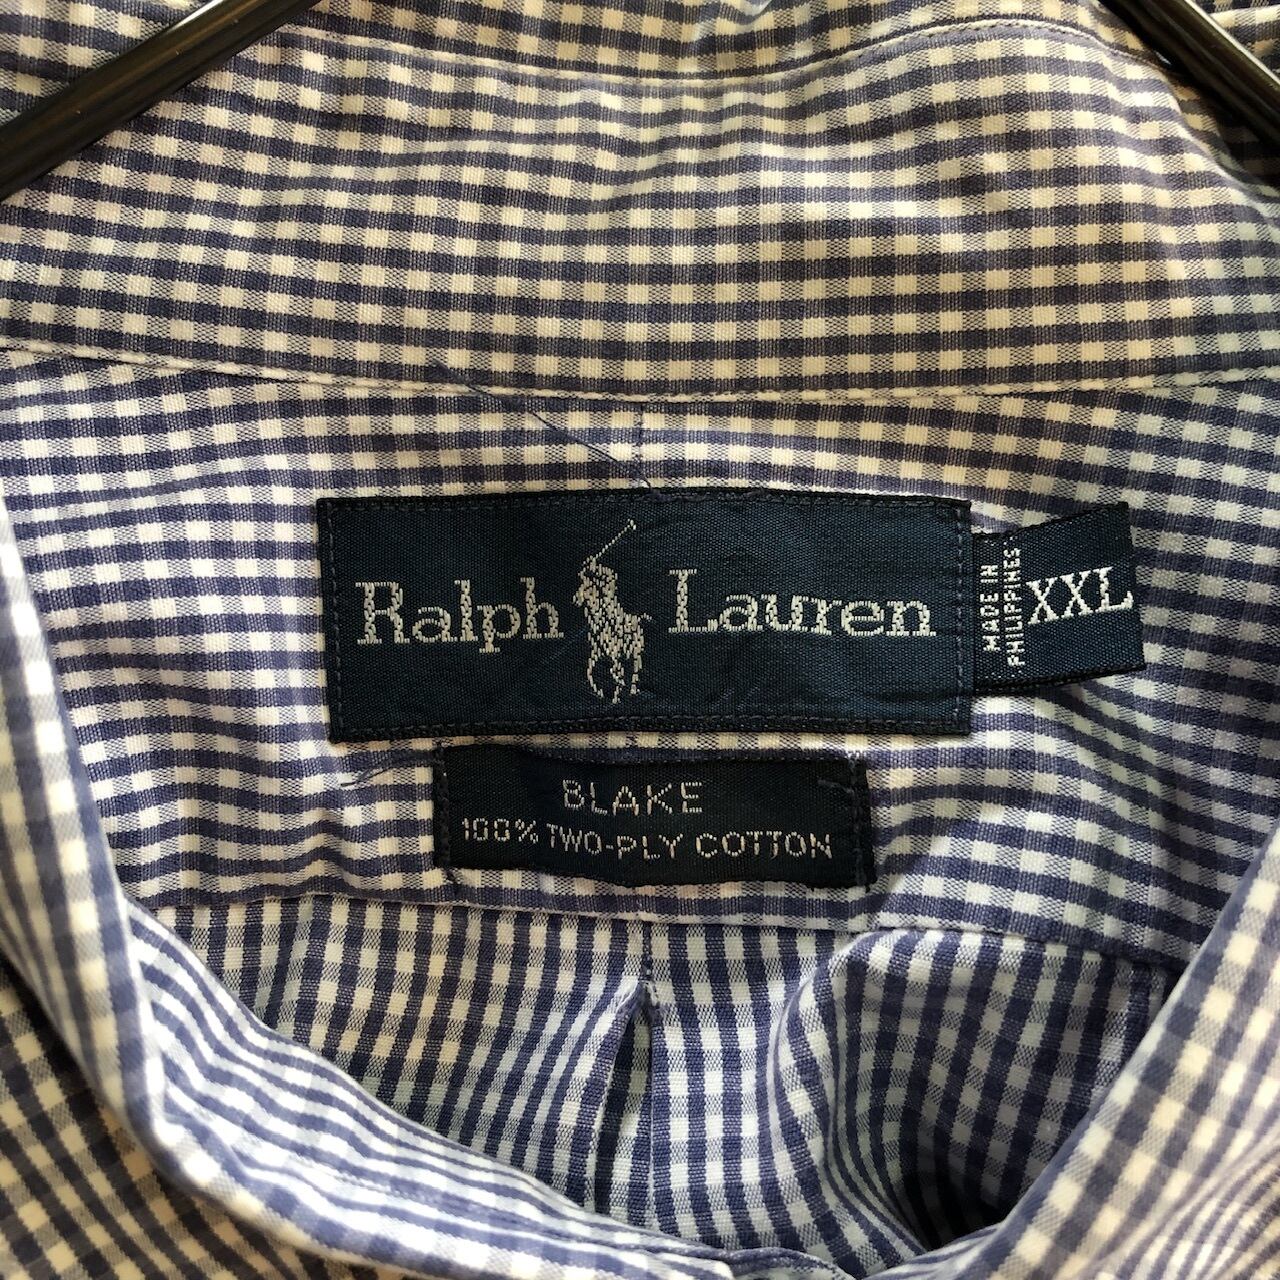 Ralph Lauren
MADE IN
PHILIPPINES
XXL
BLAKE
100% TWO-PLY COTTON